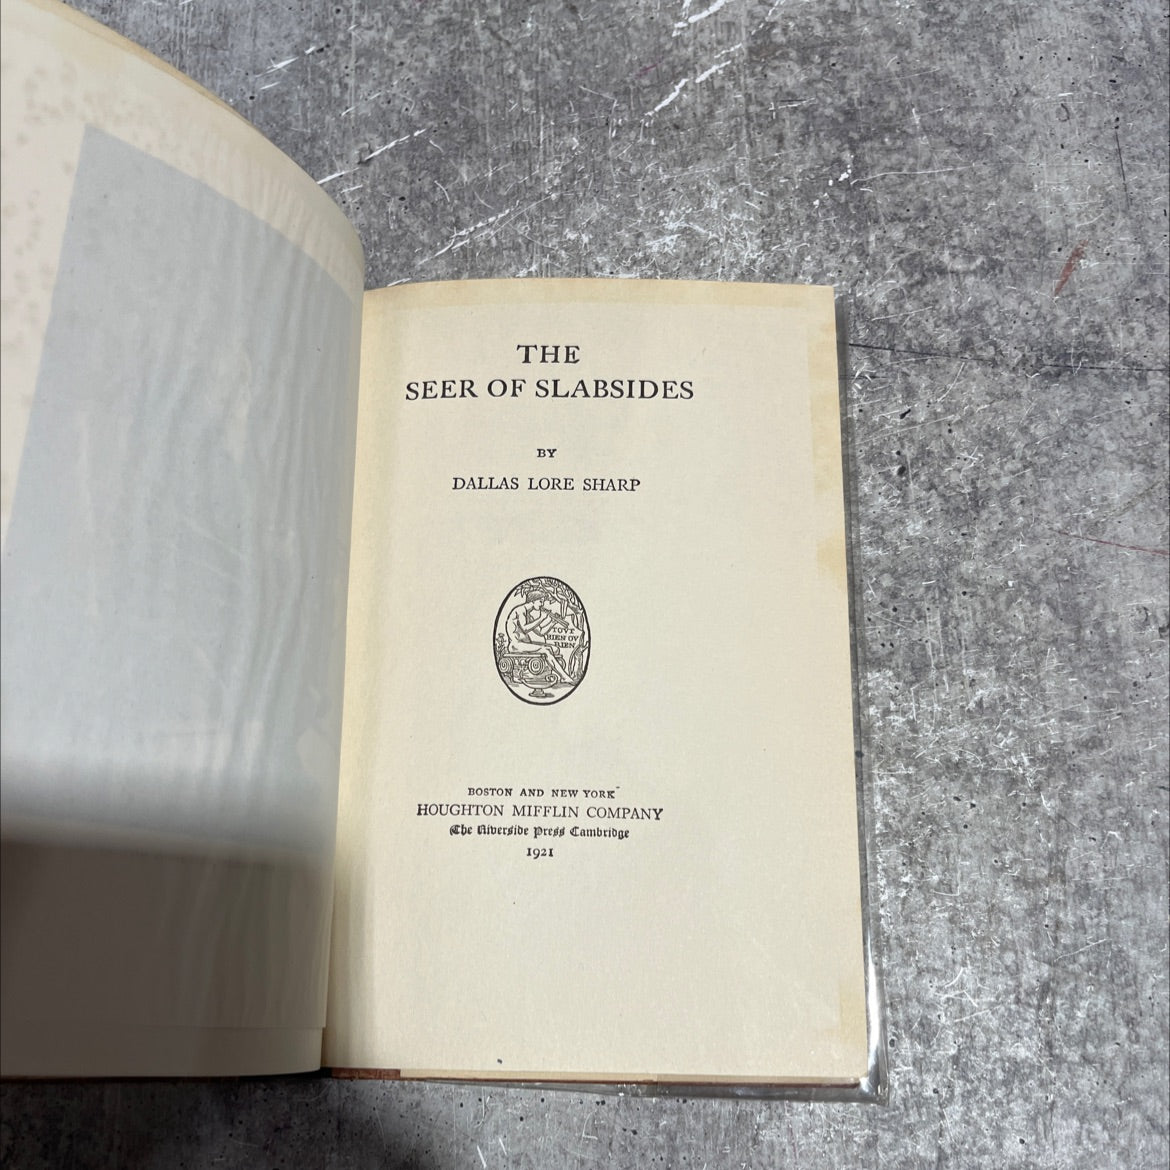 THE
SEER OF SLABSIDES
BY
DALLAS LORE SHARP
TOVT
BIEN OV
RIEN
BOSTON AND NEW YORK
HOUGHTON MIFFLIN COMPANY
The Riverside Press Cambridge
1921